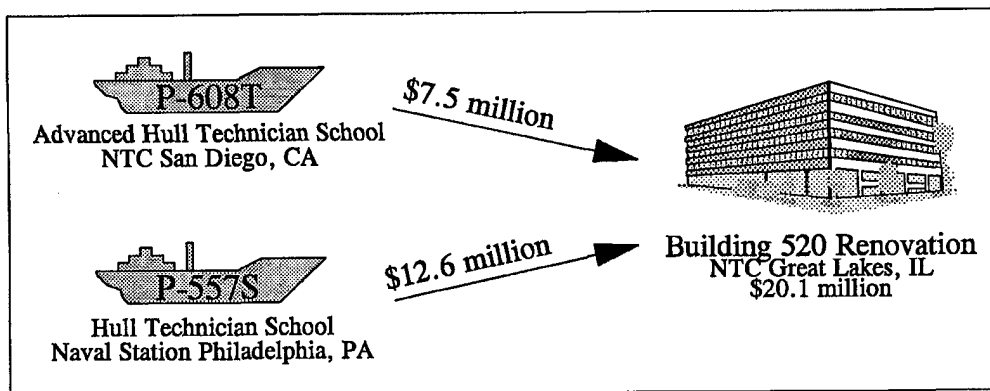 P-608T
Advanced Hull Technician School
NTC San Diego, CA
$7.5 million
P-557S
Hull Technician School
Naval Station Philadelphia, PA
$12.6 million
Building 520 Renovation
NTC Great Lakes, IL
$20.1 million